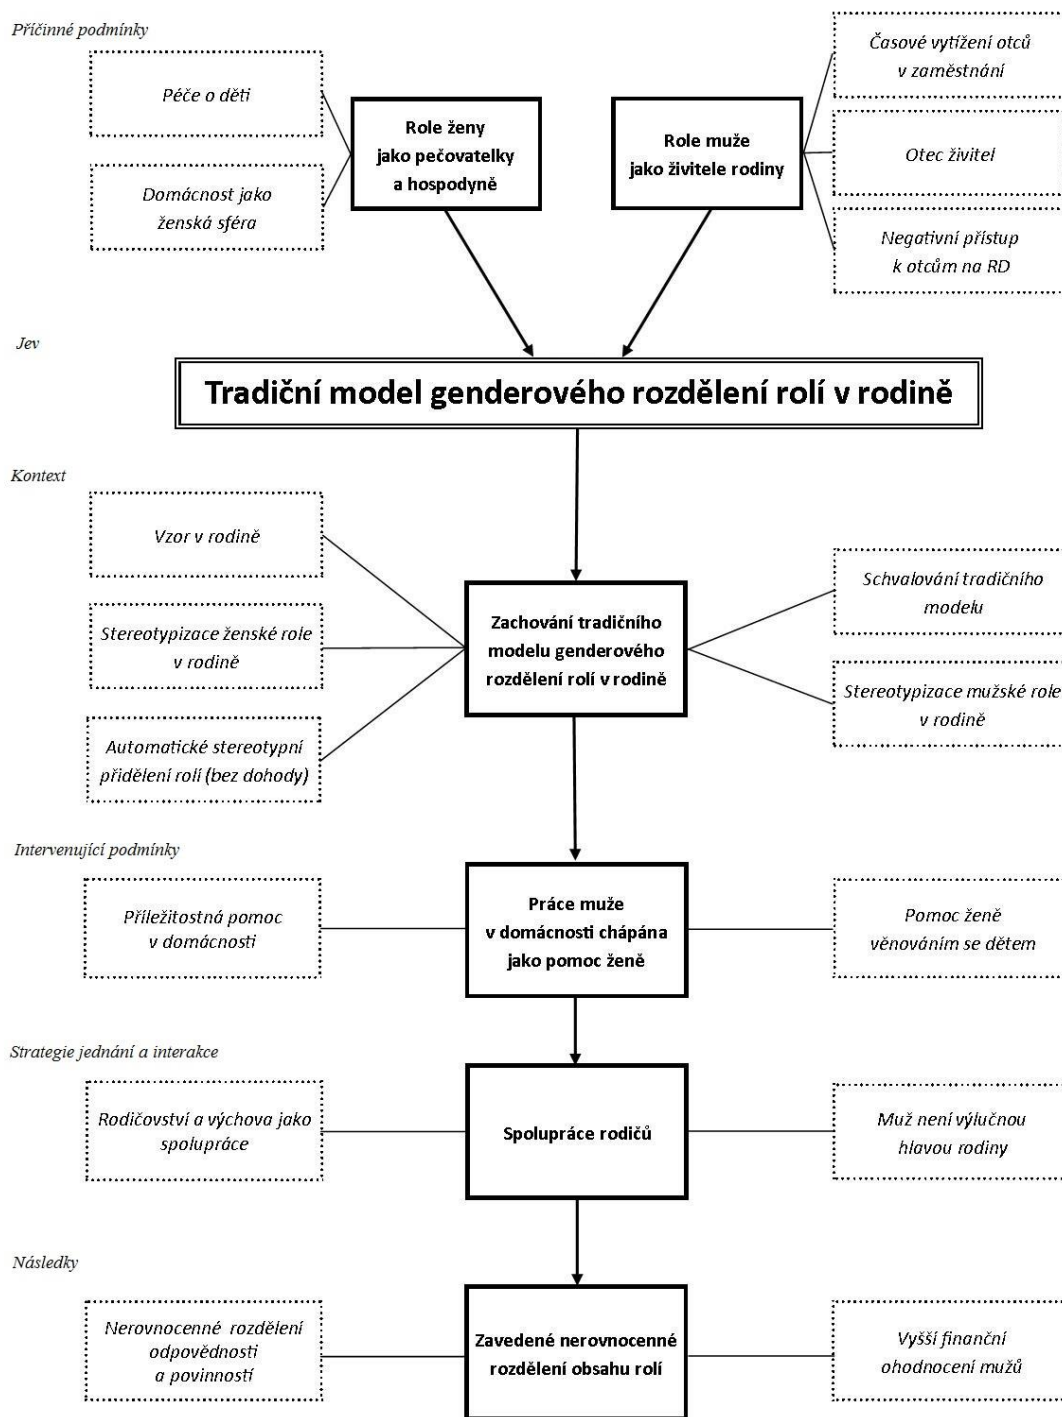 Příčinné podmínky
Péče o děti
Domácnost jako
ženská sféra
Role ženy
jako pečovatelky
a hospodyně
Role muže
jako živitele rodiny
Časové vytížení otců
v zaměstnání
Otec živitel
Negativní přístup
k otcům na RD
Jev
Tradiční model genderového rozdělení rolí v rodině
Kontext
Vzor v rodině
Stereotypizace ženské role
v rodině
Automatické stereotypní
přidělení rolí (bez dohody)
Zachování tradičního
modelu genderového
rozdělení rolí v rodině
Schvalování tradičního
modelu
Stereotypizace mužské role
v rodině
Intervenující podmínky
Příležitostná pomoc
v domácnosti
Práce muže
v domácnosti chápána
jako pomoc ženě
Pomoc ženě
věnováním se dětem
Strategie jednání a interakce
Rodičovství a výchova jako
spolupráce
Spolupráce rodičů
Muž není výlučnou
hlavou rodiny
Následky
Nerovnocenné rozdělení
odpovědnosti
a povinností
Zavedené nerovnocenné
rozdělení obsahu rolí
Vyšší finanční
ohodnocení mužů